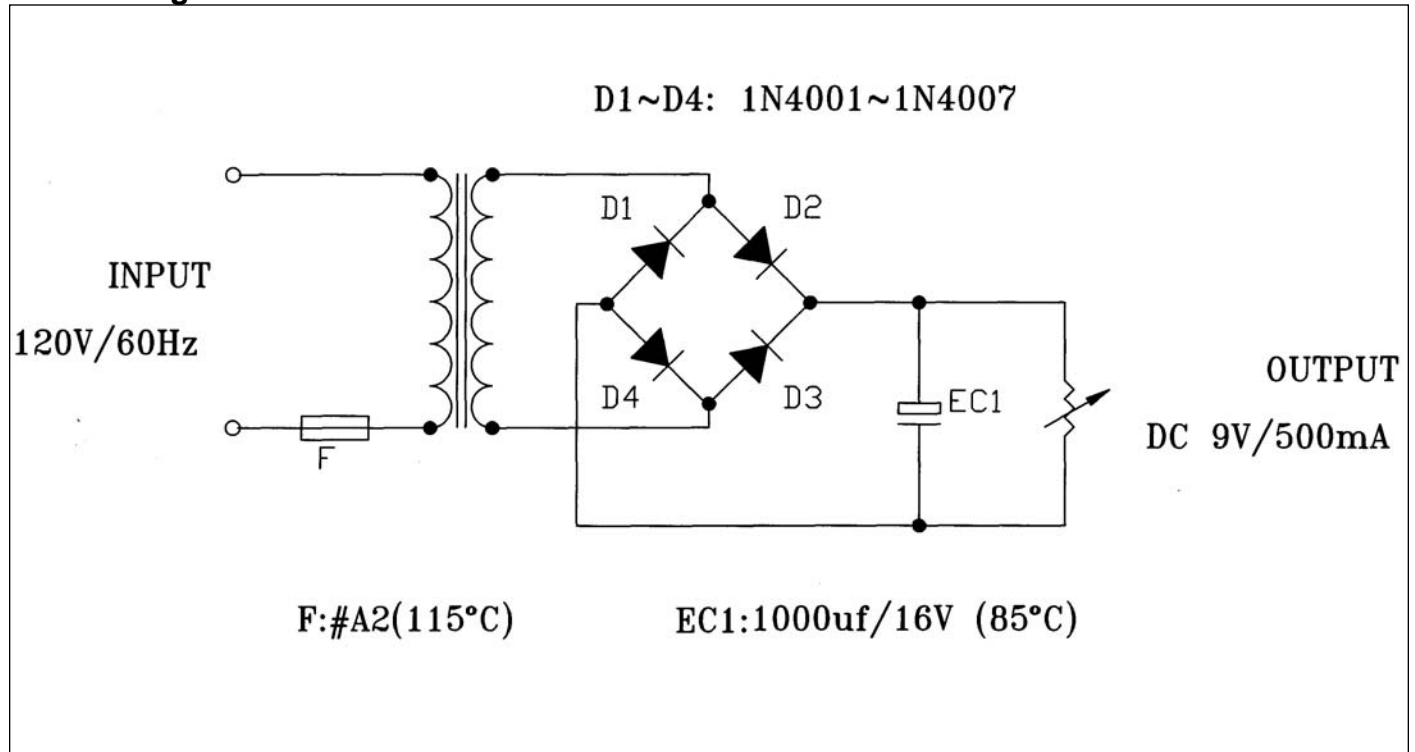 D1~D4: 1N4001~1N4007
D1
D2
INPUT
120V/60Hz
D4
D3
EC1
OUTPUT
DC 9V/500mA
F
F:#A2(115°C)
EC1:1000uf/16V (85°C)